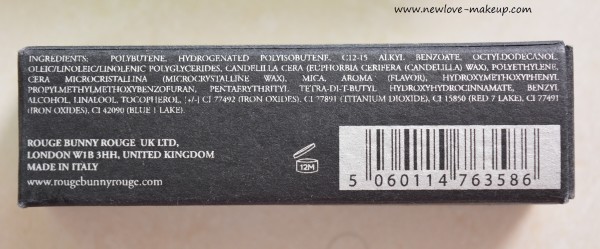 www.newlove-makeup.com
INGREDIENTS: POLYBUTENE, HYDROGENATED POLYISOBUTENE, C12-15 ALKYL BENZOATE, OCTYLDODECANOL,
OLEIC/LINOLEIC/LINOLENIC POLYGLYCERIDES, CANDELILLA CERA (EUPHORBIA CERIFERA (CANDELILLA) WAX), POLYETHYLENE,
CERA MICROCRISTALLINA (MICROCRYSTALLINE WAX), MICA, AROMA (FLAVOR), HYDROXYMETHOXYPHENYL
PROPYLMETHYLMETHOXYBENZOFURAN, PENTAERYTHRITYL TETRA-DI-T-BUTYL HYDROXYHYDROCINNAMATE, BENZYL
ALCOHOL, LINALOOL, TOCOPHEROL, [+/-] CI 77492 (IRON OXIDES), CI 77891 (TITANIUM DIOXIDE), CI 15850 (RED 7 LAKE), CI 77491
(IRON OXIDES), CI 42090 (BLUE 1 LAKE).
ROUGE BUNNY ROUGE UK LTD,
LONDON W1B 3HH, UNITED KINGDOM
MADE IN ITALY
www.rougebunnyrouge.com
12M
5 060114 763586